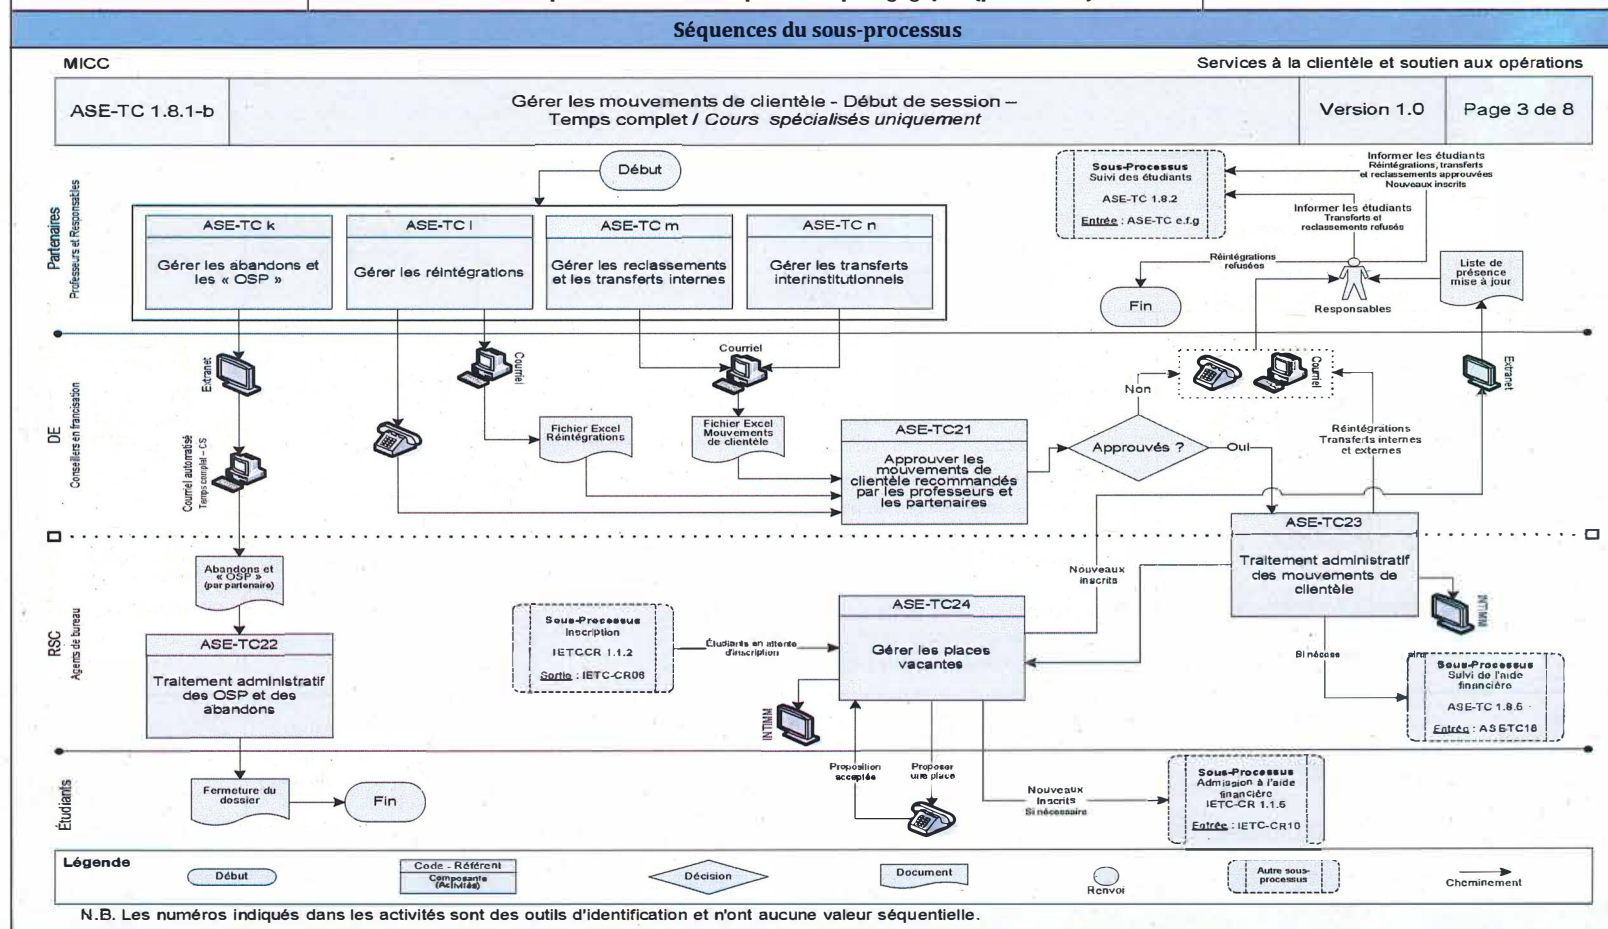 Séquences du sous-processus
MICC
Services à la clientèle et soutien aux opérations
ASE-TC 1.8.1-b
Gérer les mouvements de clientèle - Début de session –
Temps complet / Cours spécialisés uniquement
Version 1.0
Page 3 de 8
Partenaires
Professeurs et Responsables
Début
ASE-TC k
Gérer les abandons et
les « OSP »
ASE-TC l
Gérer les réintégrations
ASE-TC m
Gérer les reclassements
et les transferts internes
ASE-TC n
Gérer les transferts
interinstitutionnels
Sous-Processus
Suivi des étudiants
ASE-TC 1.8.2
Entrée : ASE-TC e.f.g
Informer les étudiants
Réintégrations, transferts
et reclassements approuvées
Nouveaux inscrits
Informer les étudiants
Transferts et
reclassements refusés
Réintégrations
refusées
Fin
Responsables
Liste de
présence
mise à jour
DE
Conseillers en francisation
Extranet
Courriel automatisé
Temps complet – CS
Courriel
Fichier Excel
Réintégrations
Courriel
Fichier Excel
Mouvements
de clientèle
ASE-TC21
Approuver les
mouvements de
clientèle recommandés
par les professeurs et
les partenaires
Approuvés ?
Non
Oui
Courriel
Extranet
Réintégrations
Transferts internes
et externes
RSC
Agents de bureau
Abandons et
« OSP »
(par partenaire)
ASE-TC22
Traitement administratif
des OSP et des
abandons
Sous-Processus
Inscription
IETCCR 1.1.2
Sortie : IETC-CR06
Étudiants en attente
d'inscription
ASE-TC24
Gérer les places
vacantes
INTIMM
Nouveaux
inscrits
ASE-TC23
Traitement administratif
des mouvements de
clientèle
INTIMM
Si nécess
Sous-Processus
Suivi de l'aide
financière
ASE-TC 1.8.5
Entrée : ASETC18
Étudiants
Fermeture du
dossier
Fin
Proposition
acceptée
Proposer
une place
Nouveaux
Inscrits
Si nécessaire
Sous-Processus
Admission à l'aide
financière
IETC-CR 1.1.5
Entrée : IETC-CR10
Légende
Début
Code - Référent
Composante
(Activités)
Décision
Document
Renvoi
Autre sous-
processus
Cheminement
N.B. Les numéros indiqués dans les activités sont des outils d'identification et n'ont aucune valeur séquentielle.